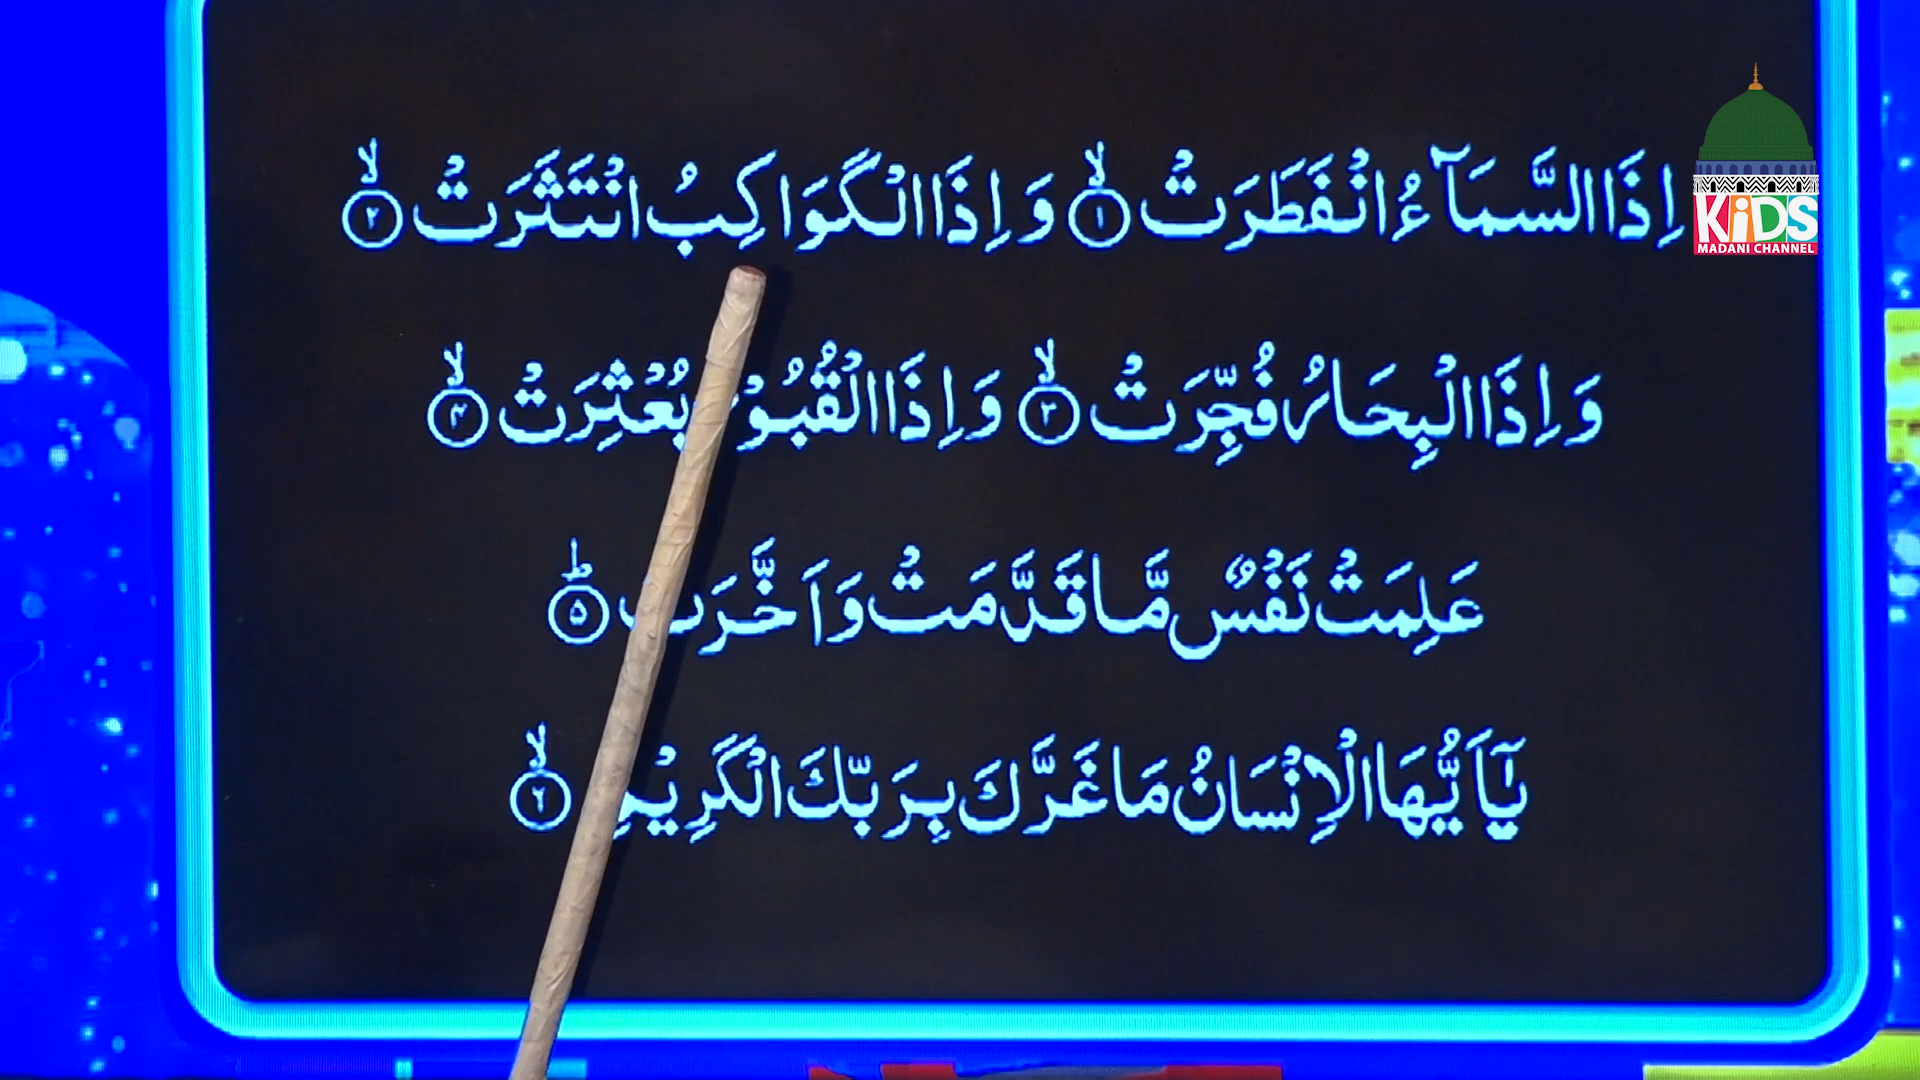 اِذَا السَّمَآءُ انْفَطَرَتْ ۙ﴿۱﴾ وَ اِذَا الْكَوَاكِبُ انْتَثَرَتْ ۙ﴿۲﴾
وَ اِذَا الْبِحَارُ فُجِّرَتْ ۙ﴿۳﴾ وَ اِذَا الْقُبُوْرُ بُعْثِرَتْ ۙ﴿۴﴾
عَلِمَتْ نَفْسٌ مَّا قَدَّمَتْ وَ اَخَّرَتْ ؕ﴿۵﴾
یٰۤاَیُّهَا الْاِنْسَانُ مَا غَرَّكَ بِرَبِّكَ الْكَرِیْمِ ۙ﴿۶﴾
KiDS
MADANI CHANNEL